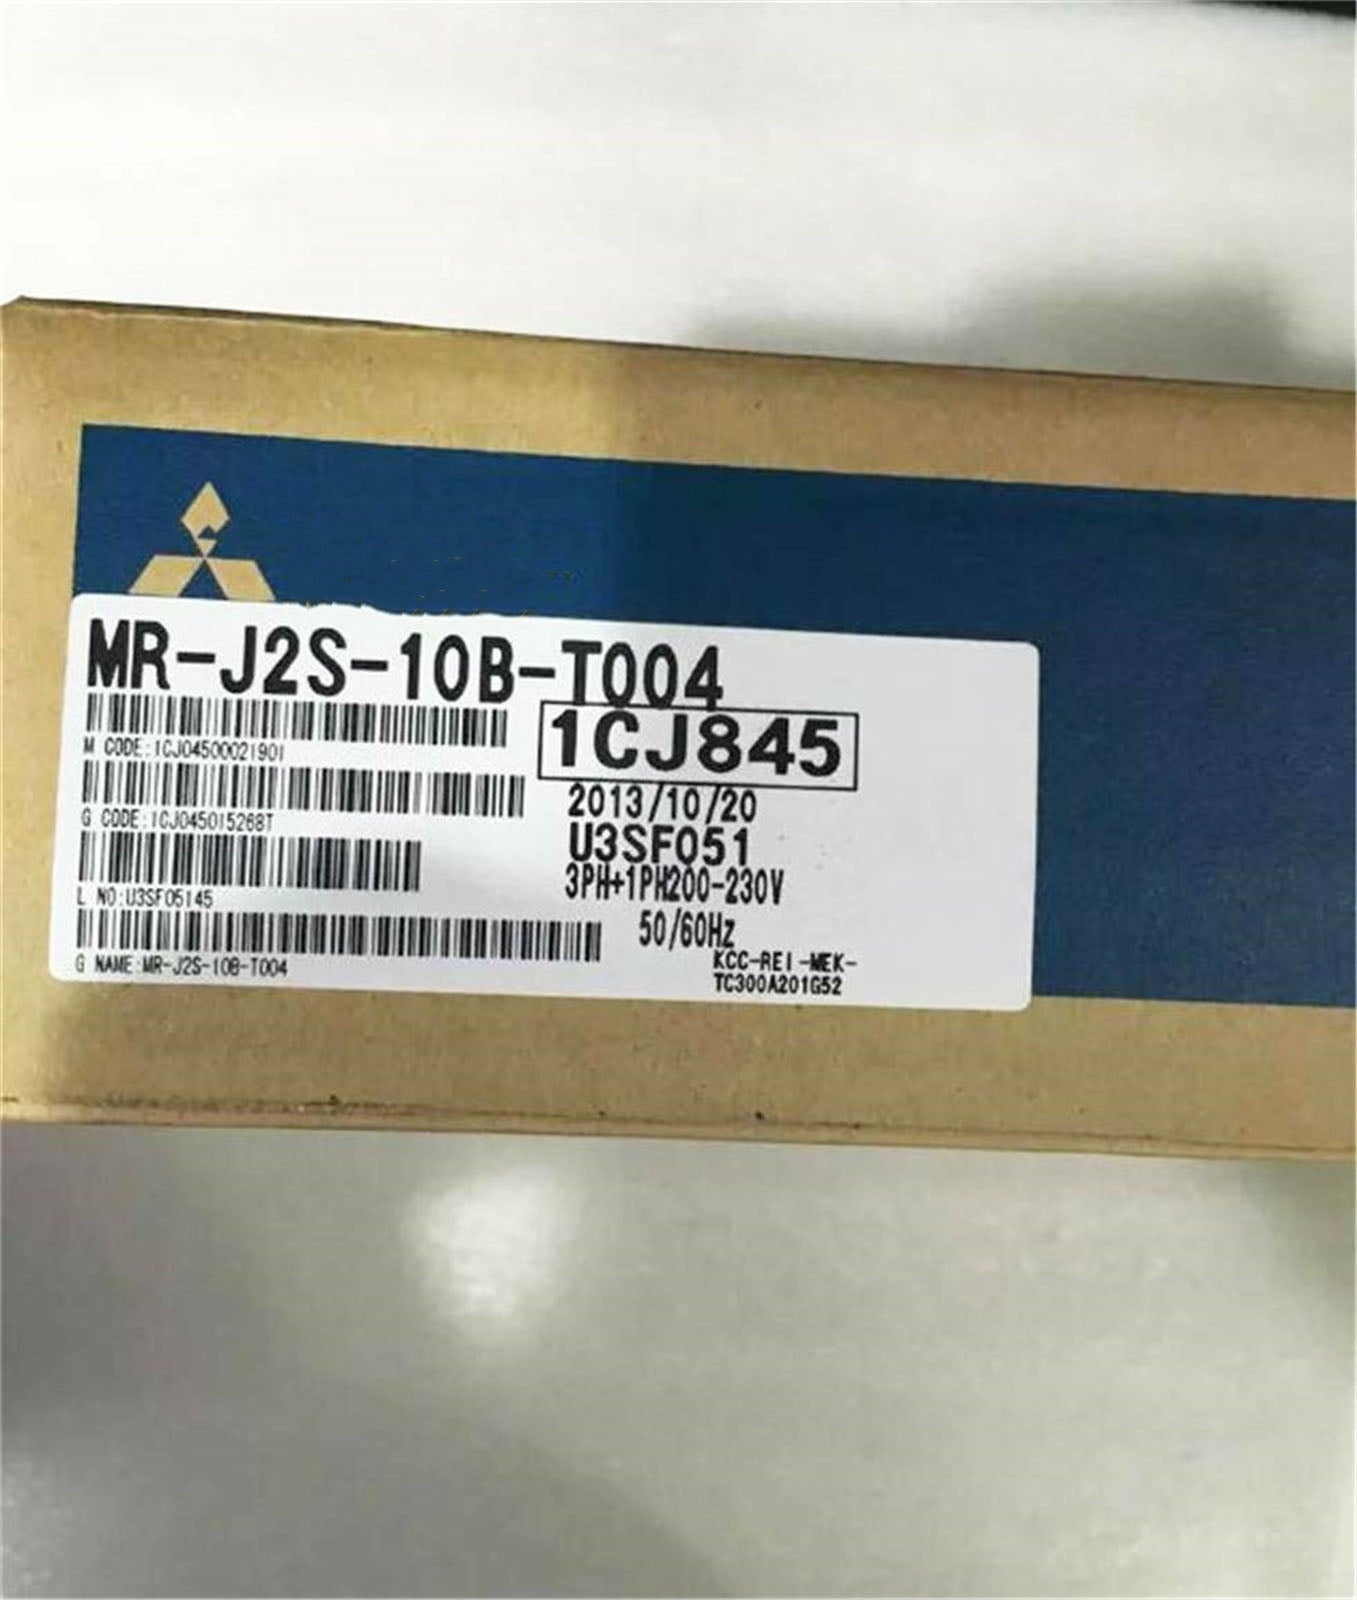 MR-J2S-10B-T004
1CJ845
M CODE:1CJ04500021901
2013/10/20
G CODE:1CJ045015268T
U3SF051
3PH+1PH200-230V
L NO:U3SF05145
50/60Hz
G NAME:MR-J2S-10B-T004
KCC-REI-MEK-
TC300A201G52